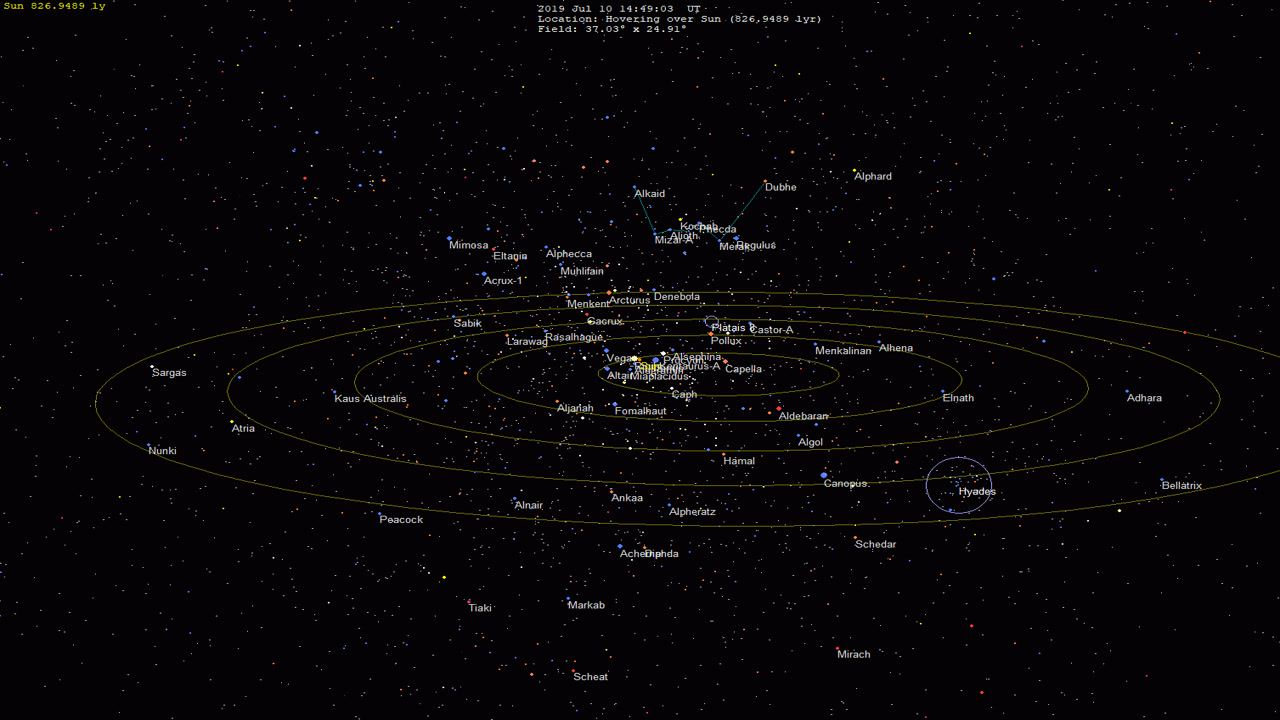 Sun 826.9489 ly
2019 Jul 10 14:49:03 UT
Location: Hovering over Sun (826.9489 lyr)
Field: 37.03° x 24.91°
Alphard
Dubhe
Alkaid
Kochab
Alioth
Mizar-A
Merak
Regulus
Mimosa
Eltanin
Alphecca
Muhlifain
Acrux-1
Denebola
Arcturus
Menkent
Gacrux
Sabik
Platais 8
Castor-A
Rasalhague
Larawag
Pollux
Menkalinan
Alhena
Vega
Alsephina
Capella
Sargas
Altair
Miaplacidus
Caph
Kaus Australis
Elnath
Adhara
Aljanah
Fomalhaut
Aldebaran
Atria
Algol
Nunki
Hamal
Canopus
Bellatrix
Hyades
Ankaa
Alnair
Alpheratz
Peacock
Schedar
Achernar
Diphda
Tiaki
Markab
Mirach
Scheat